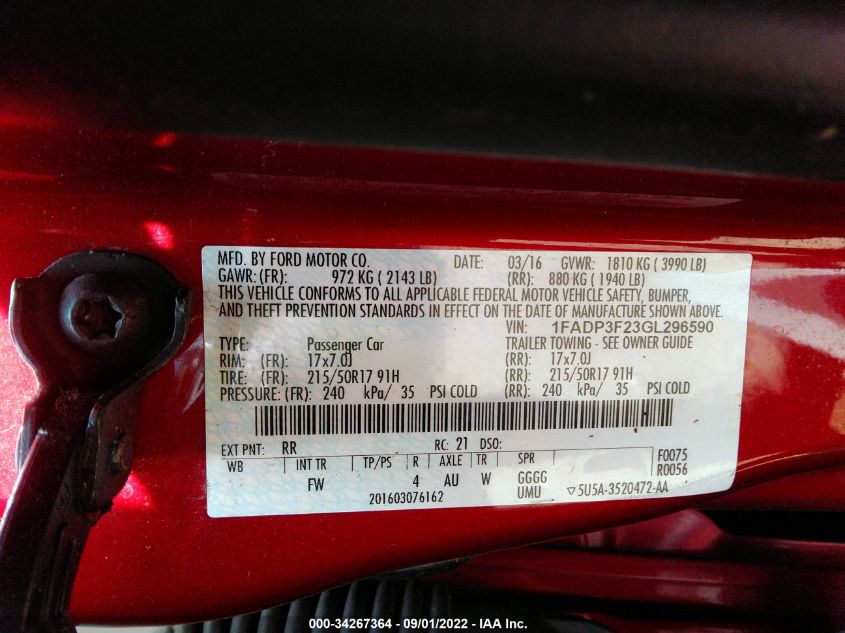 MFD. BY FORD MOTOR CO. DATE: 03/16 GVWR: 1810 KG ( 3990 LB)
GAWR: (FR): 972 KG ( 2143 LB) (RR): 880 KG ( 1940 LB)
THIS VEHICLE CONFORMS TO ALL APPLICABLE FEDERAL MOTOR VEHICLE SAFETY, BUMPER,
AND THEFT PREVENTION STANDARDS IN EFFECT ON THE DATE OF MANUFACTURE SHOWN ABOVE.
VIN: 1FADP3F23GL296590
TYPE: Passenger Car TRAILER TOWING - SEE OWNER GUIDE
RIM: (FR): 17x7.0J (RR): 17x7.0J
TIRE: (FR): 215/50R17 91H (RR): 215/50R17 91H
PRESSURE: (FR): 240 kPa/ 35 PSI COLD (RR): 240 kPa/ 35 PSI COLD
EXT PNT: RR RC: 21 DSO: F0075
WB INT TR TP/PS R AXLE TR SPR R0056
FW 4 AU W GGGG
201603076162 UMU ▽5U5A-3520472-AA
000-34267364 - 09/01/2022 - IAA Inc.